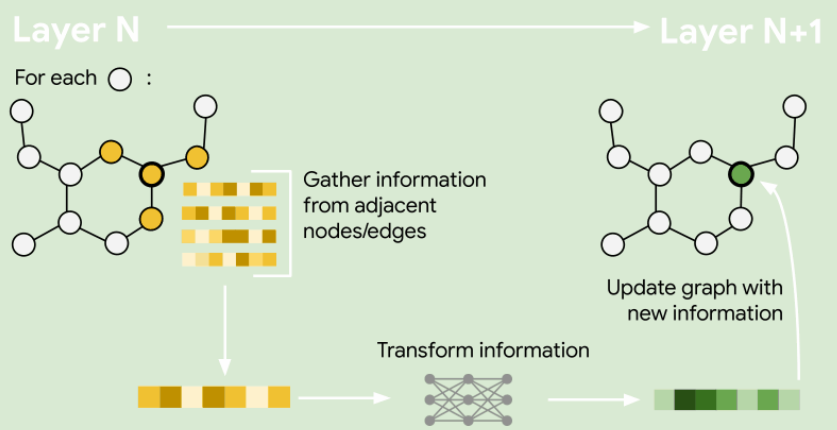 Layer N
Layer N+1
For each :
Gather information
from adjacent
nodes/edges
Update graph with
new information
Transform information